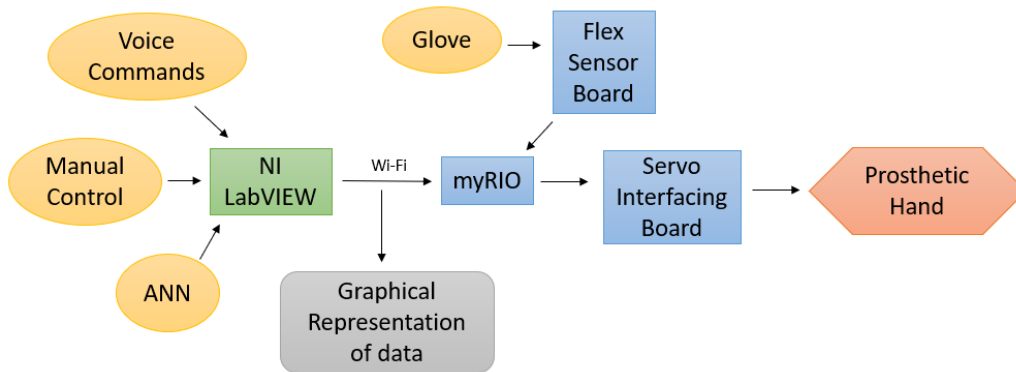 Voice
Commands
Glove
Flex
Sensor
Board
Manual
Control
NI
LabVIEW
Wi-Fi
myRIO
Servo
Interfacing
Board
Prosthetic
Hand
ANN
Graphical
Representation
of data